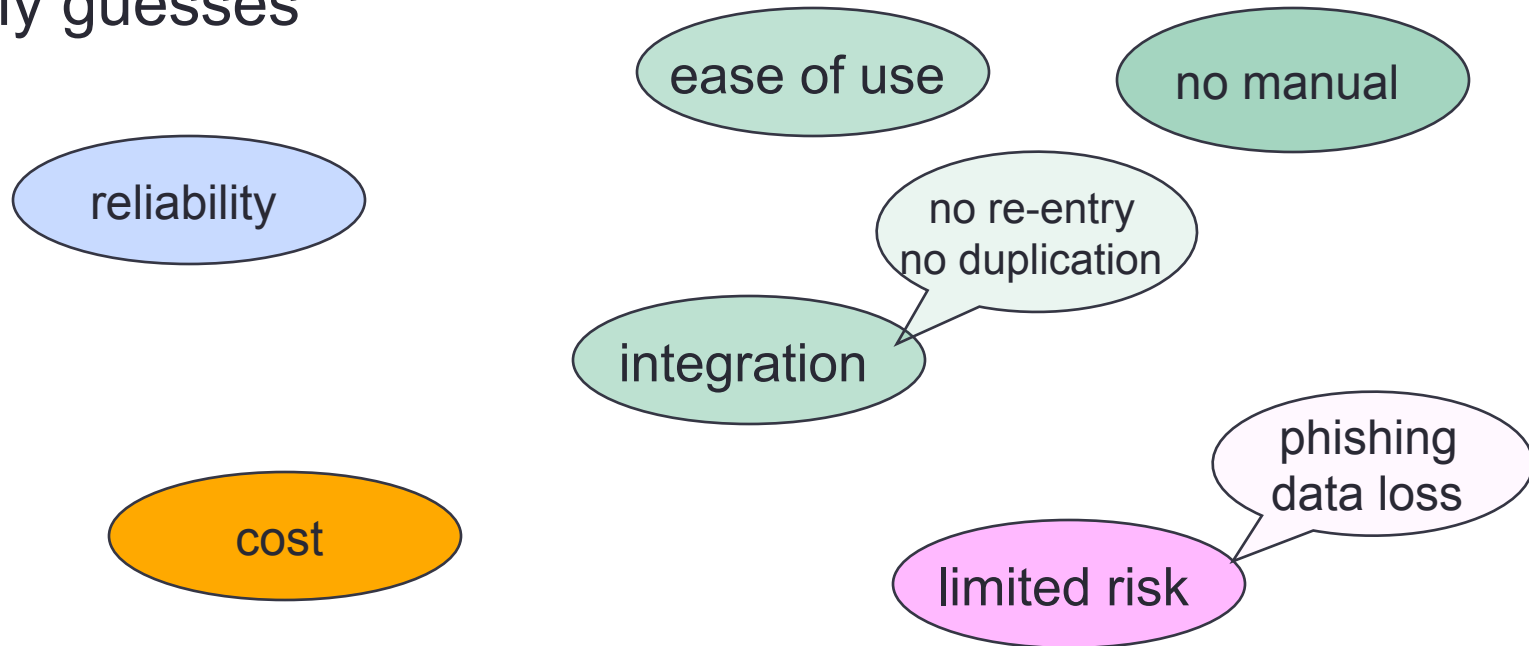 guesses
ease of use
no manual
reliability
no re-entry
no duplication
integration
phishing
data loss
cost
limited risk